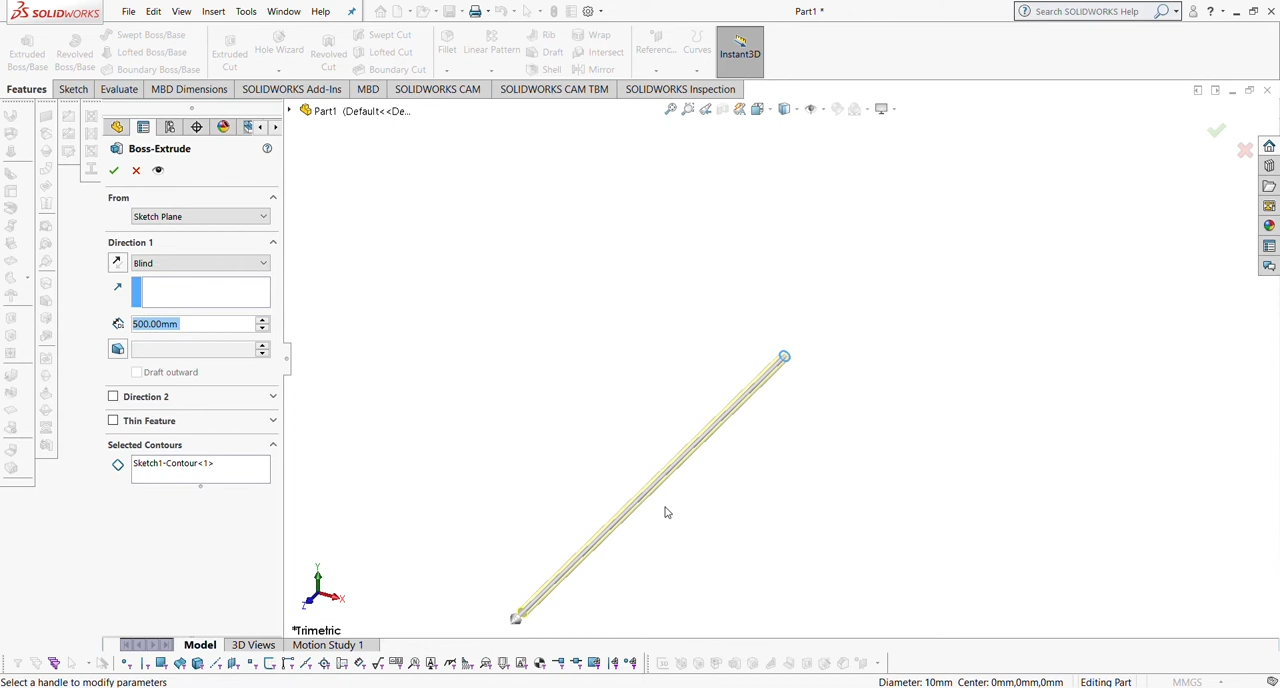 SOLIDWORKS File Edit View Insert Tools Window Help Part1 * Search SOLIDWORKS Help ?
Extruded Boss/Base Revolved Boss/Base Swept Boss/Base Lofted Boss/Base Boundary Boss/Base Extruded Cut Hole Wizard Revolved Cut Swept Cut Lofted Cut Boundary Cut Fillet Linear Pattern Rib Draft Shell Wrap Intersect Mirror Referenc... Curves Instant3D
Features Sketch Evaluate MBD Dimensions SOLIDWORKS Add-Ins MBD SOLIDWORKS CAM SOLIDWORKS CAM TBM SOLIDWORKS Inspection
Part1 (Default<<De...
Boss-Extrude
From
Sketch Plane
Direction 1
Blind
500.00mm
Draft outward
Direction 2
Thin Feature
Selected Contours
Sketch1-Contour<1>
Y
X
Z
*Trimetric
Model 3D Views Motion Study 1
Select a handle to modify parameters Diameter: 10mm Center: 0mm,0mm,0mm Editing Part MMGS